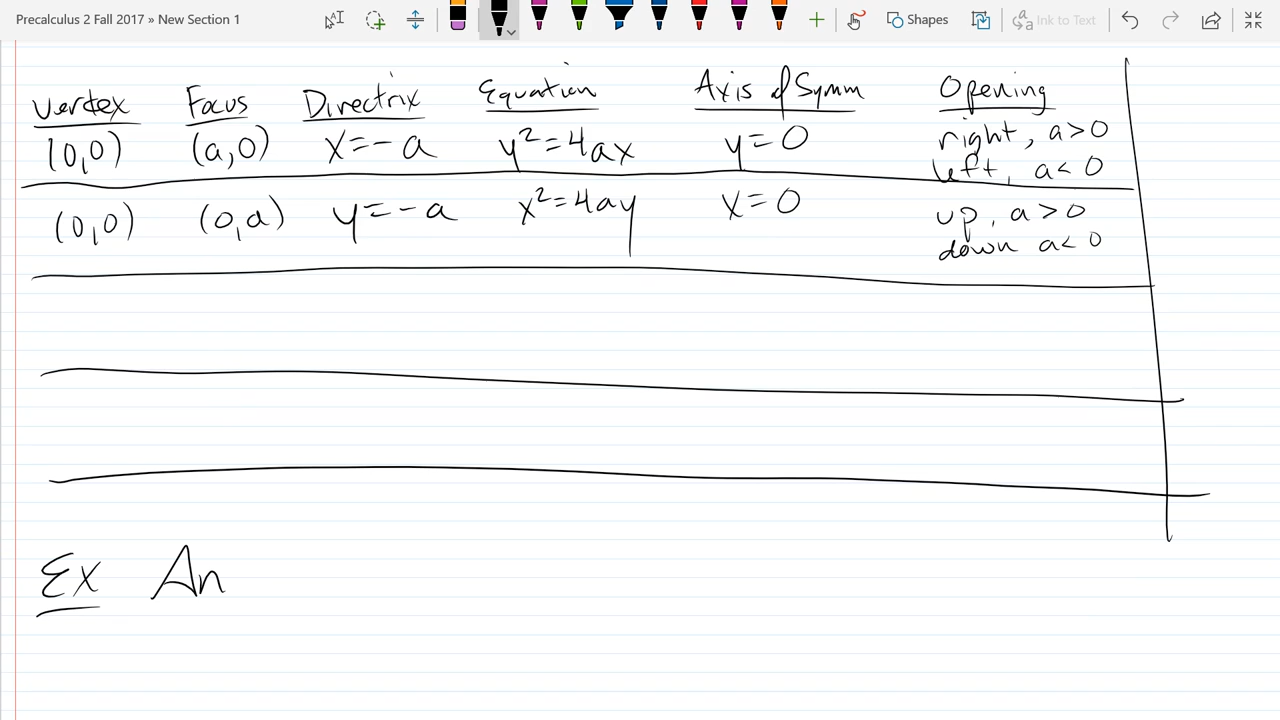 Precalculus 2 Fall 2017 » New Section 1 Shapes Ink to Text
Vertex Focus Directrix Equation Axis of Symm Opening
(0,0) (a,0) x=-a y²=4ax y=0 right, a>0
left, a<0
(0,0) (0,a) y=-a x²=4ay x=0 up, a>0
down a<0
Ex An